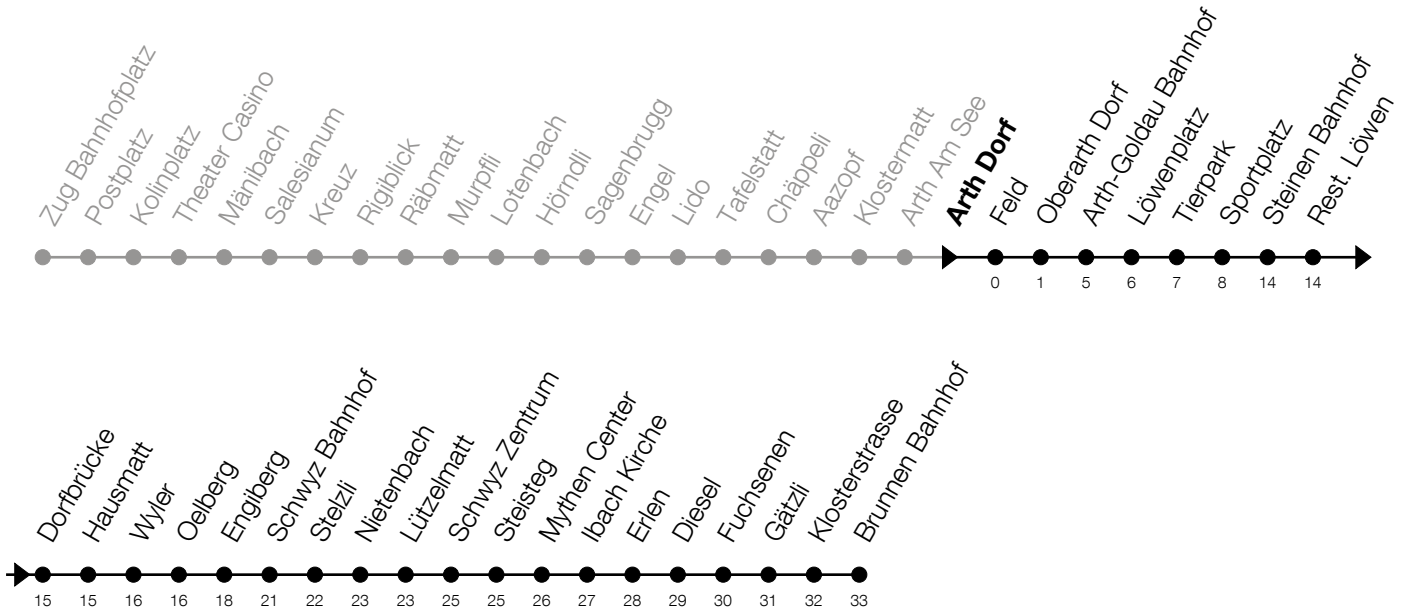 Zug Bahnhofplatz
Postplatz
Kolinplatz
Theater Casino
Mänibach
Salesianum
Kreuz
Rigiblick
Räbmatt
Murpfli
Lotenbach
Hörndli
Sagenbrugg
Engel
Lido
Tafelstatt
Chäppeli
Aazopf
Klostermatt
Arth Am See
Arth Dorf
Feld
Oberarth Dorf
Arth-Goldau Bahnhof
Löwenplatz
Tierpark
Sportplatz
Steinen Bahnhof
Rest. Löwen
0 1 5 6 7 8 14 14
Dorfbrücke
Hausmatt
Wyler
Oelberg
Engiberg
Schwyz Bahnhof
Stelzli
Nietenbach
Lützelmatt
Schwyz Zentrum
Steisteg
Mythen Center
Ibach Kirche
Erlen
Diesel
Fuchsenen
Gätzli
Klosterstrasse
Brunnen Bahnhof
15 15 16 16 18 21 22 23 23 25 25 26 27 28 29 30 31 32 33